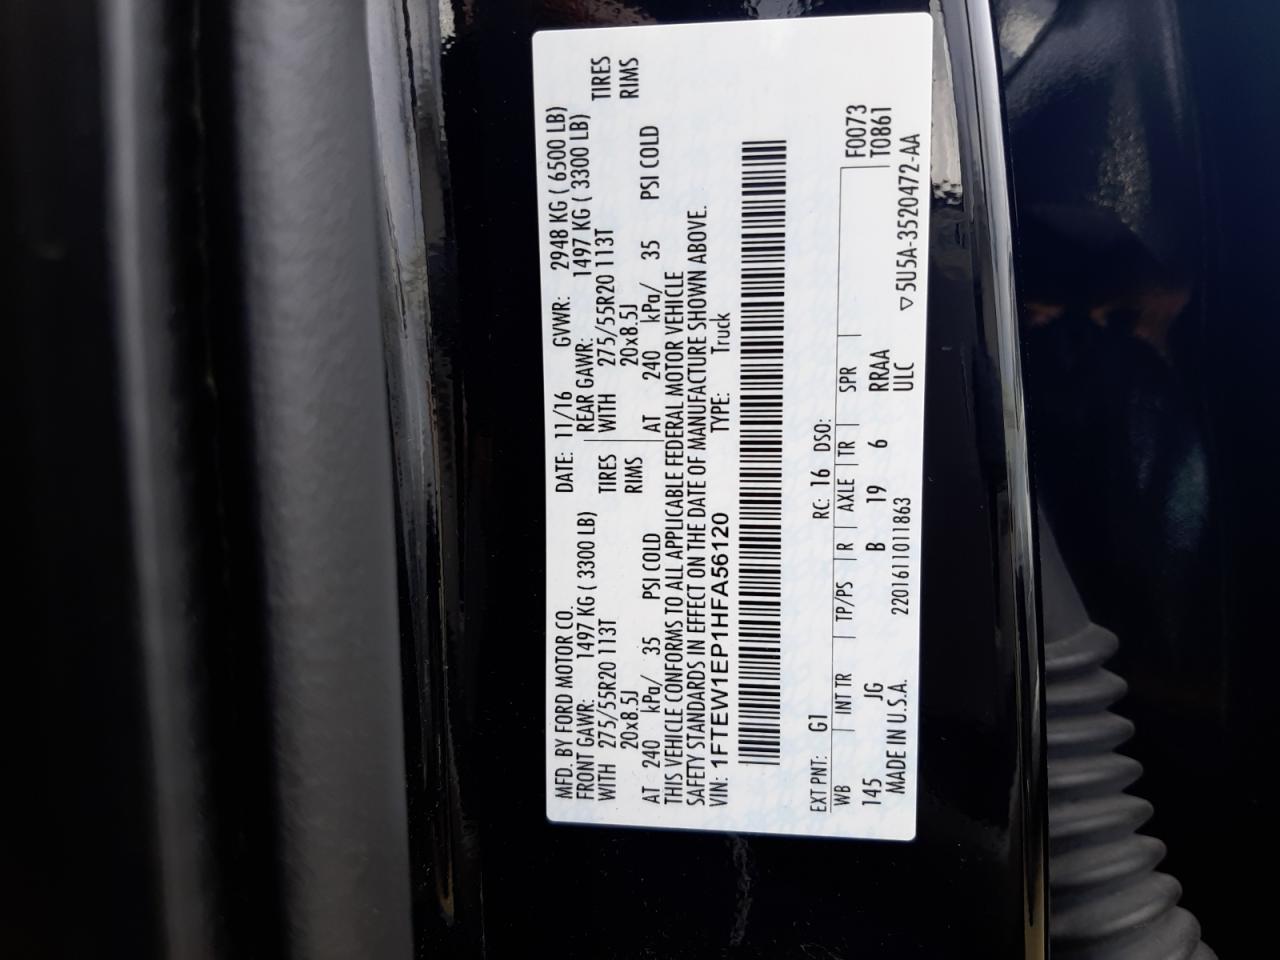 MFD. BY FORD MOTOR CO. DATE: 11/16 GVWR: 2948 KG ( 6500 LB)
FRONT GAWR: 1497 KG ( 3300 LB) REAR GAWR: 1497 KG ( 3300 LB)
WITH 275/55R20 113T TIRES WITH 275/55R20 113T TIRES
20x8.5J RIMS 20x8.5J RIMS
AT 240 kPa/ 35 PSI COLD AT 240 kPa/ 35 PSI COLD
THIS VEHICLE CONFORMS TO ALL APPLICABLE FEDERAL MOTOR VEHICLE
SAFETY STANDARDS IN EFFECT ON THE DATE OF MANUFACTURE SHOWN ABOVE.
VIN: 1FTEW1EP1HFA56120 TYPE: Truck
EXT PNT: G1 RC: 16 DSO:
WB INT TR TP/PS R AXLE TR SPR F0073
145 JG B 19 6 RRAA T0861
MADE IN U.S.A. 2201611011863 ULC ▽5U5A-3520472-AA